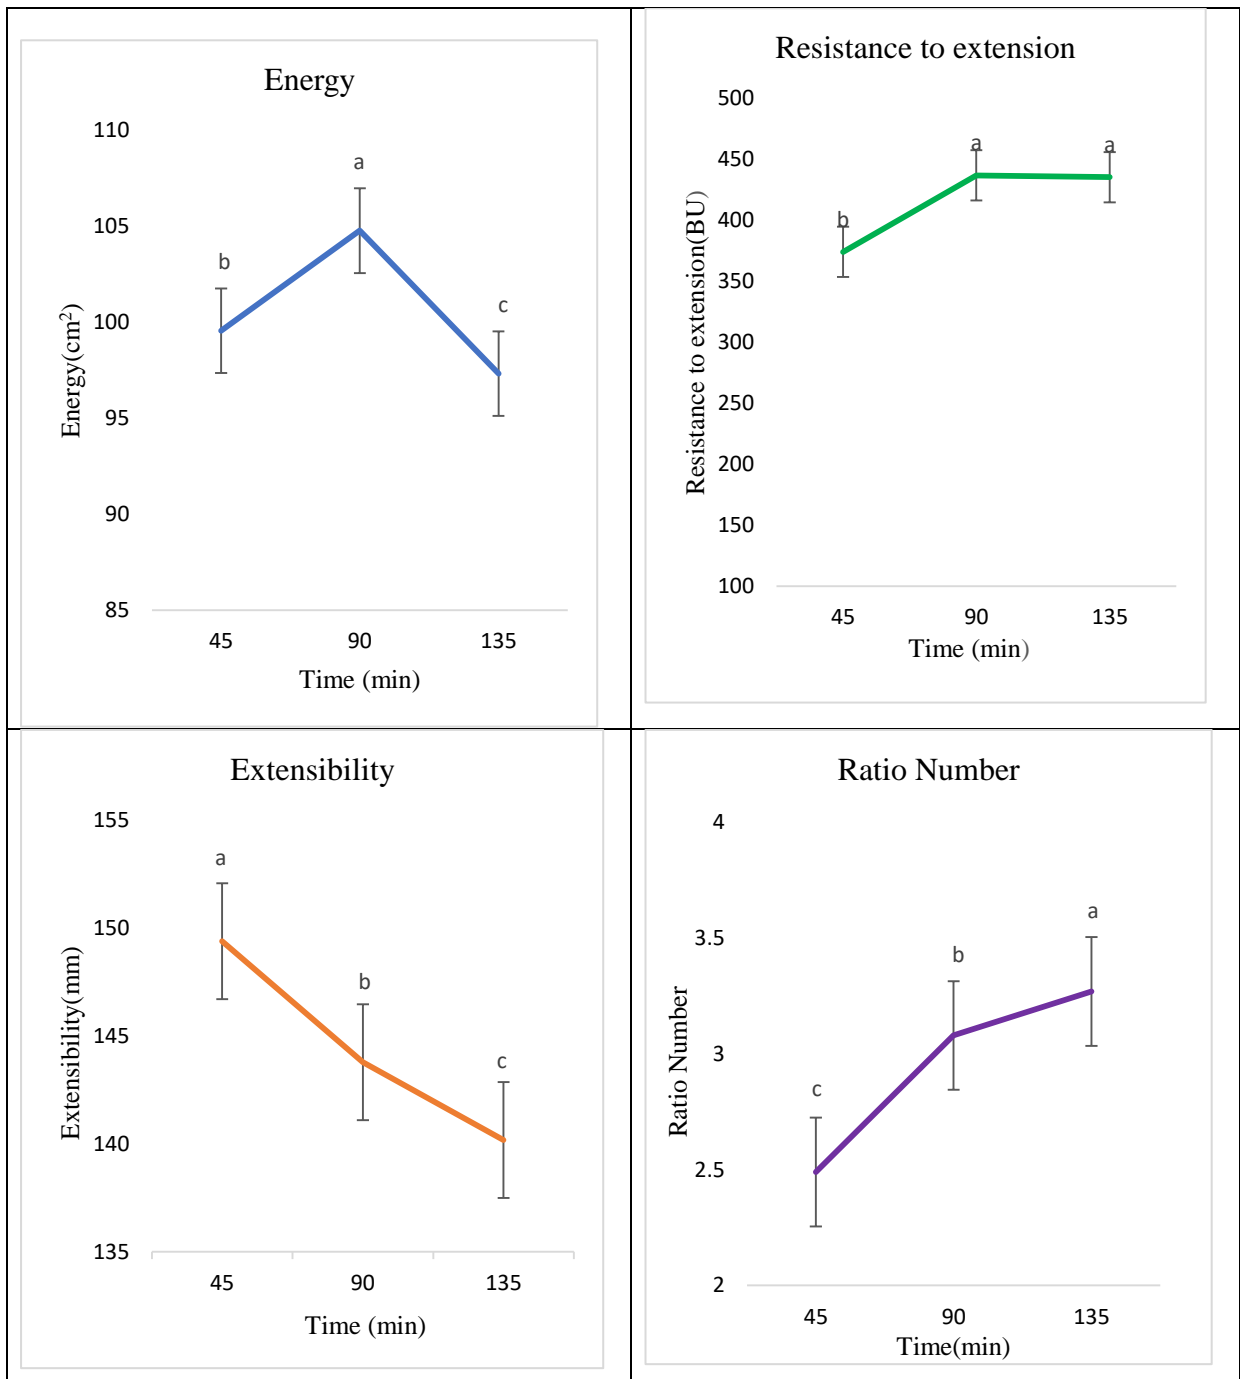 Energy
110
105
100
95
90
85
Energy(cm²)
b
a
c
45 90 135
Time (min)
Resistance to extension
500
450
400
350
300
250
200
150
100
Resistance to extension(BU)
b
a
a
45 90 135
Time (min)
Extensibility
155
150
145
140
135
Extensibility(mm)
a
b
c
45 90 135
Time (min)
Ratio Number
4
3.5
3
2.5
2
Ratio Number
c
b
a
45 90 135
Time(min)